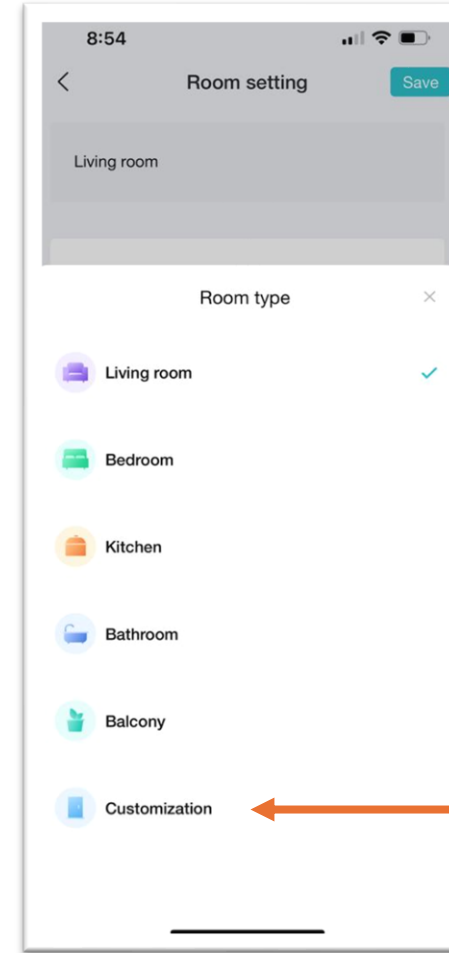 8:54
Room setting
Save
Living room
Room type
Living room
Bedroom
Kitchen
Bathroom
Balcony
Customization